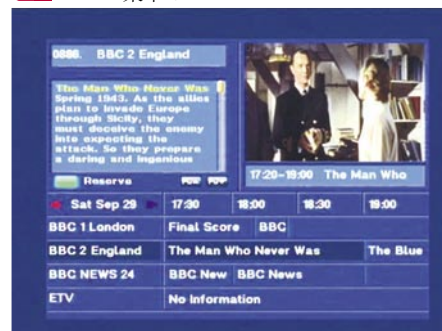 0886. BBC 2 England
The Man Who Never Was
Spring 1943. As the allies
plan to invade Europe
through Sicily, they
must deceive the enemy
into expecting the
attack. So they prepare
a daring and ingenious
Reserve
17:20-19:00 The Man Who
Sat Sep 29 17:30 18:00 18:30 19:00
BBC 1 London Final Score BBC
BBC 2 England The Man Who Never Was The Blue
BBC NEWS 24 BBC New BBC News
ETV No Information